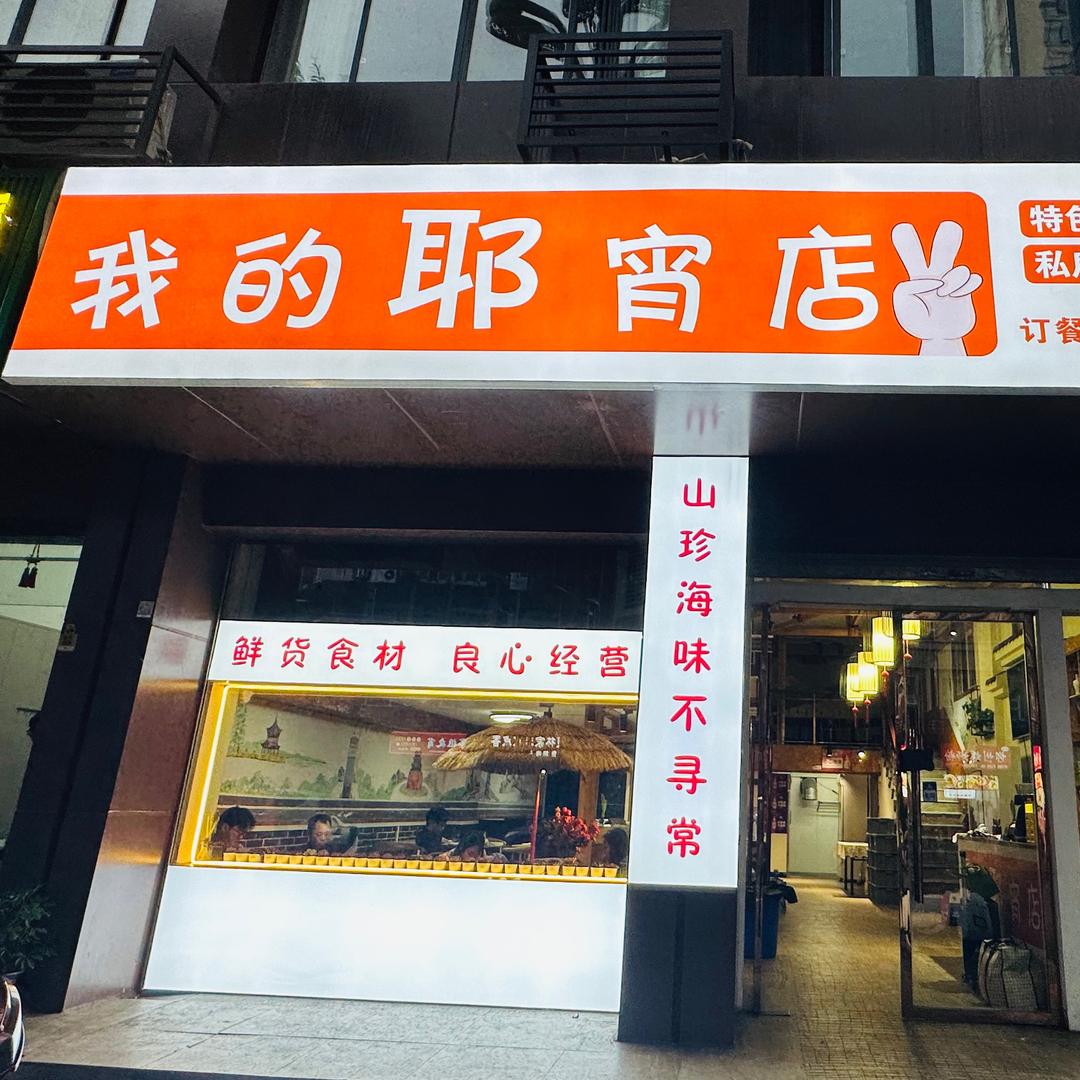 我的耶宵店
特色
私
订餐
鲜货食材 良心经营
山珍海味不寻常